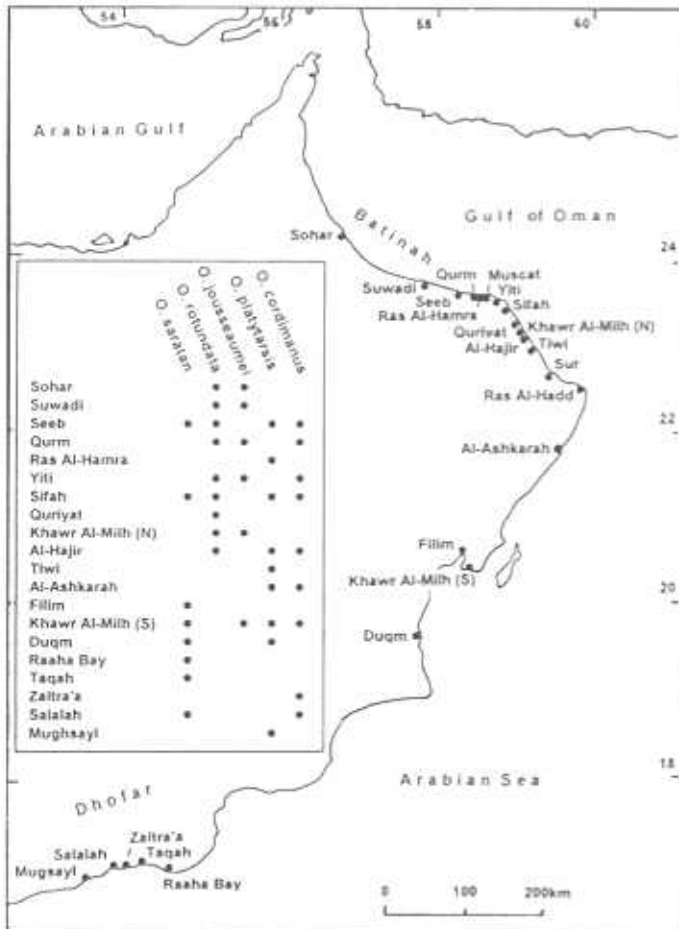 54
56
58
60
Arabian Gulf
Batinah
Gulf of Oman
Sohar
24
Qurm
Muscat
Suwadi
Yiti
Seeb
Sifah
Ras Al-Hamra
Quriyat
Khawr Al-Milh (N)
Al-Hajir
Tiwi
Sur
Ras Al-Hadd
22
Al-Ashkarah
Filim
Khawr Al-Milh (S)
20
Duqm
18
Arabian Sea
Dhofar
Zaltra'a
Salalah
Taqah
Mugsayl
Raaha Bay
0 100 200km
O. saratan
O. rotundata
O. jousseaumei
O. platytarsis
O. cordimanus
Sohar
Suwadi
Seeb
Qurm
Ras Al-Hamra
Yiti
Sifah
Quriyat
Khawr Al-Milh (N)
Al-Hajir
Tiwi
Al-Ashkarah
Filim
Khawr Al-Milh (S)
Duqm
Raaha Bay
Taqah
Zaltra'a
Salalah
Mughsayl